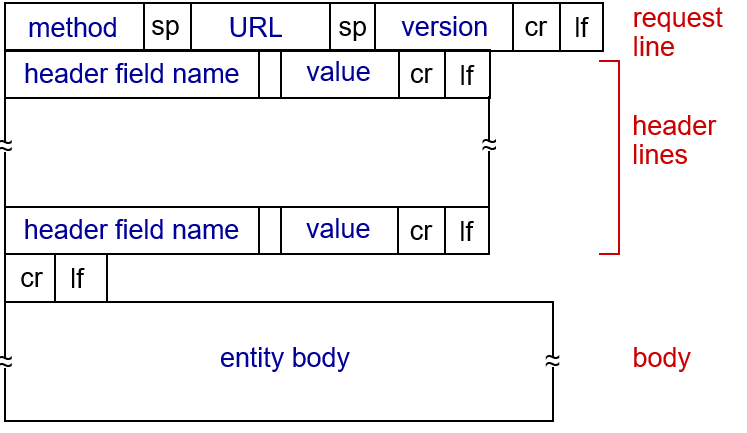 method sp URL sp version cr lf
request
line
header field name value cr lf
header
lines
≈ ≈
header field name value cr lf
cr lf
≈ entity body ≈
body